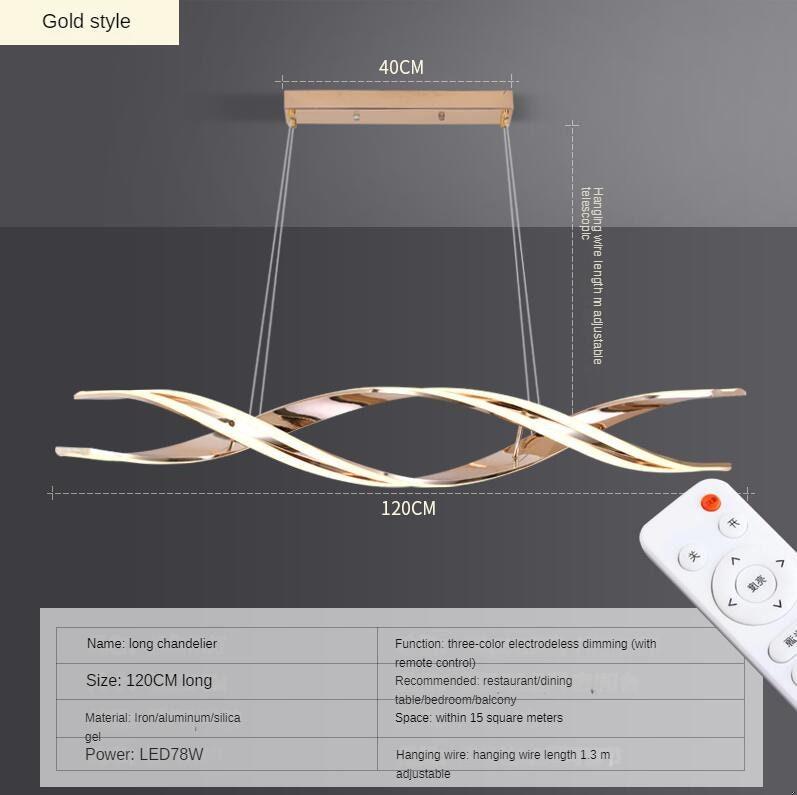 Gold style
40CM
Hanging wire length m adjustable
telescopic
120CM
开
关
Name: long chandelier
Function: three-color electrodeless dimming (with
remote control)
Size: 120CM long
Recommended: restaurant/dining
table/bedroom/balcony
Material: Iron/aluminum/silica
gel
Space: within 15 square meters
Power: LED78W
Hanging wire: hanging wire length 1.3 m
adjustable